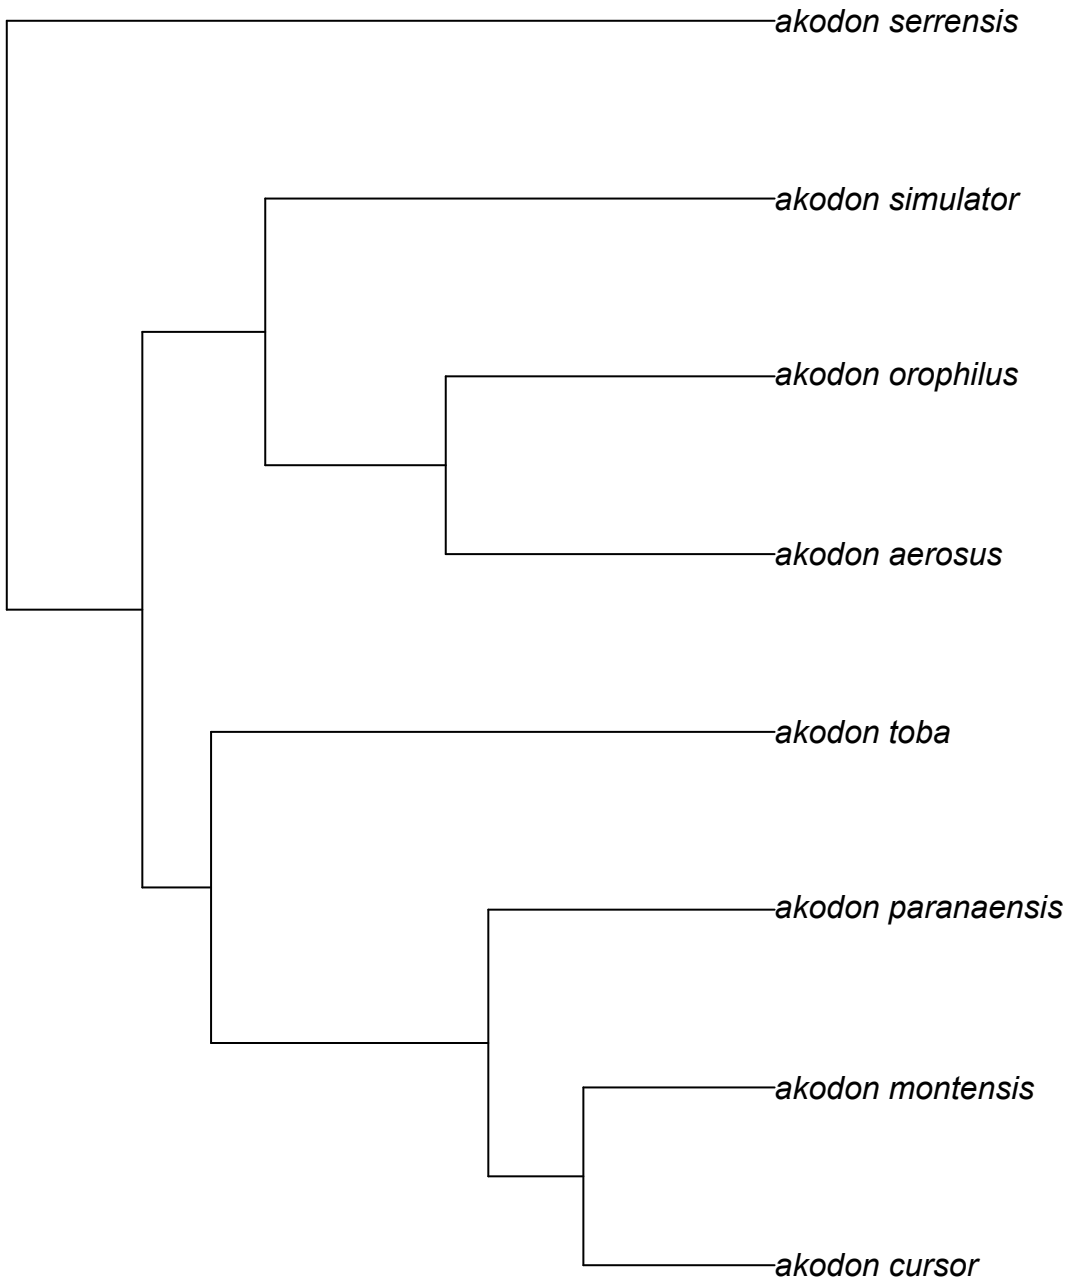 akodon serrensis
akodon simulator
akodon orophilus
akodon aerosus
akodon toba
akodon paranaensis
akodon montensis
akodon cursor